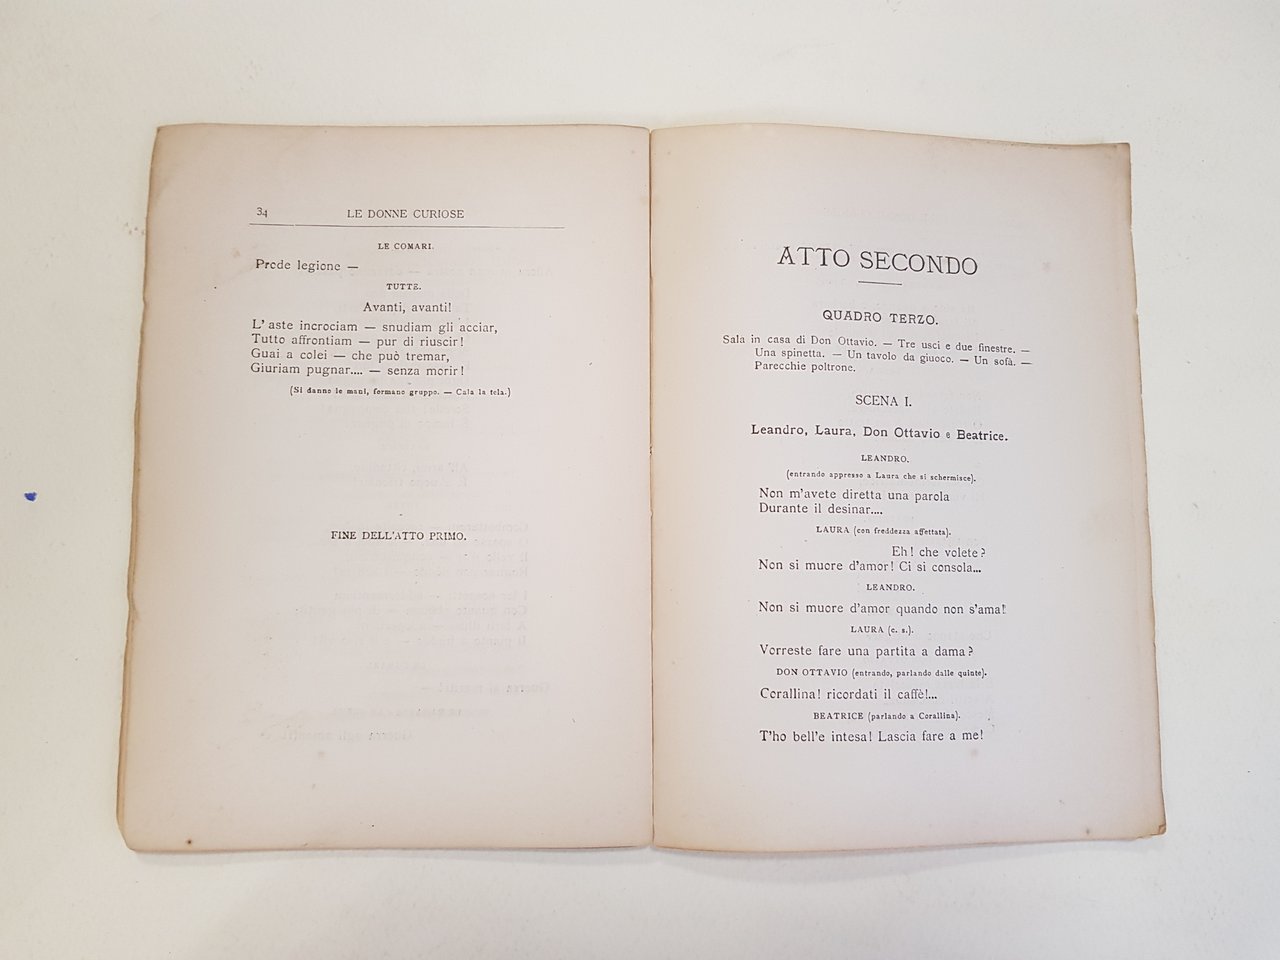 34 LE DONNE CURIOSE
LE COMARI.
Prode legione —
TUTTE.
Avanti, avanti!
L'aste incrociam — snudiam gli acciar,
Tutto affrontiam — pur di riuscir!
Guai a colei — che può tremar,
Giuriam pugnar.... — senza morir!
(Si danno le mani, formano gruppo. — Cala la tela.)
FINE DELL'ATTO PRIMO.
ATTO SECONDO
QUADRO TERZO.
Sala in casa di Don Ottavio. — Tre usci e due finestre. —
Una spinetta. — Un tavolo da giuoco. — Un sofà. —
Parecchie poltrone.
SCENA I.
Leandro, Laura, Don Ottavio e Beatrice.
LEANDRO.
(entrando appresso a Laura che si schermisce).
Non m'avete diretta una parola
Durante il desinar....
LAURA (con freddezza affettata).
Eh! che volete?
Non si muore d'amor! Ci si consola...
LEANDRO.
Non si muore d'amor quando non s'ama!
LAURA (c. s.).
Vorreste fare una partita a dama?
DON OTTAVIO (entrando, parlando dalle quinte).
Corallina! ricordati il caffè!...
BEATRICE (parlando a Corallina).
T'ho bell'e intesa! Lascia fare a me!